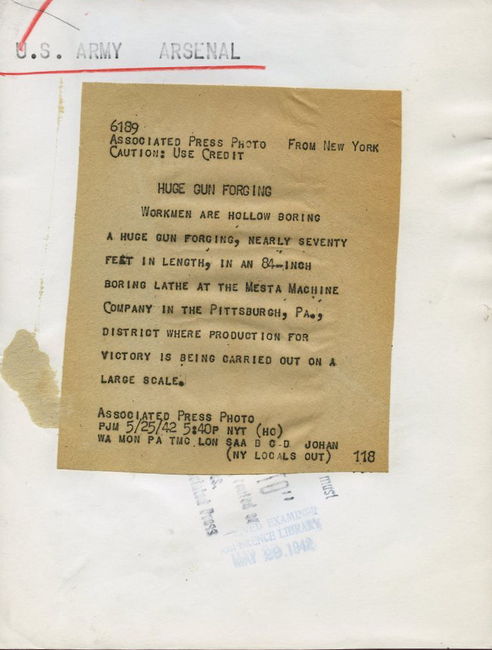 U.S. ARMY ARSENAL
6189
ASSOCIATED PRESS PHOTO FROM NEW YORK
CAUTION: USE CREDIT
HUGE GUN FORGING
WORKMEN ARE HOLLOW BORING
A HUGE GUN FORGING, NEARLY SEVENTY
FEET IN LENGTH, IN AN 84-INCH
BORING LATHE AT THE MESTA MACHINE
COMPANY IN THE PITTSBURGH, PA.,
DISTRICT WHERE PRODUCTION FOR
VICTORY IS BEING CARRIED OUT ON A
LARGE SCALE.
ASSOCIATED PRESS PHOTO
PJM 5/25/42 5:40P NYT (HO)
WA MON PA TMC LON SAA B C D JOHAN
(NY LOCALS OUT) 118
must
Press
EXAMINER
REFERENCE LIBRARY
MAY 29 1942